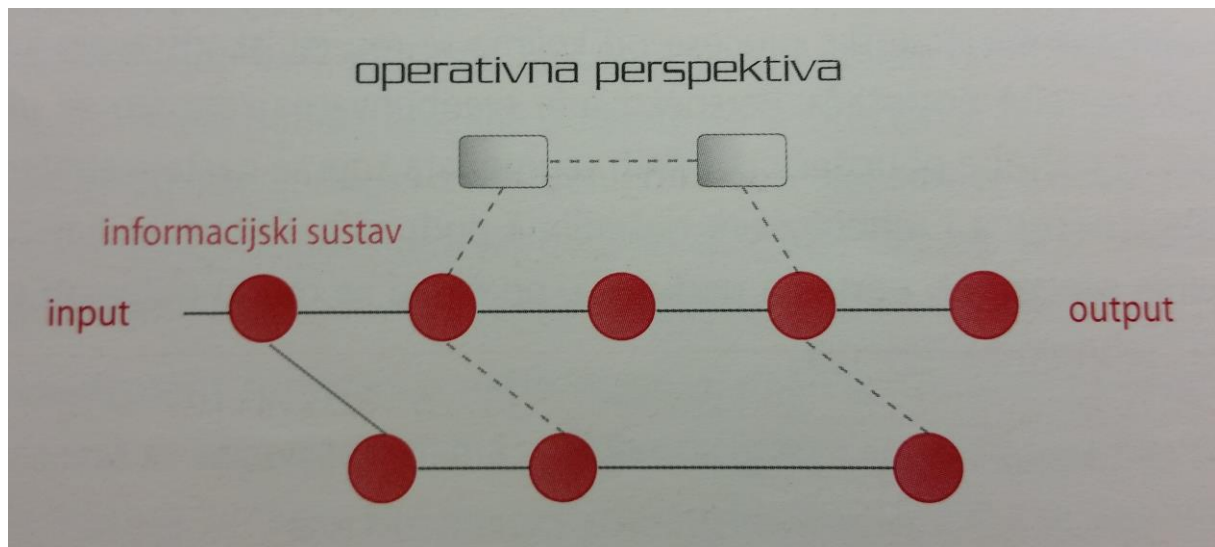 operativna perspektiva
informacijski sustav
input
output